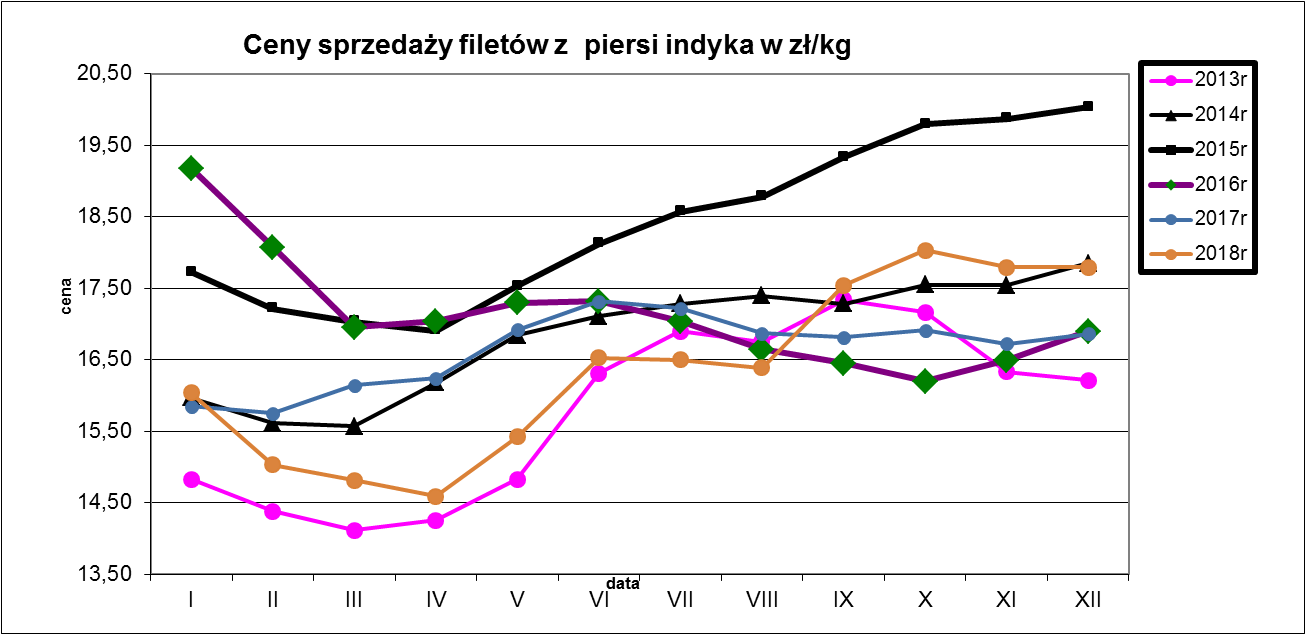 Ceny sprzedaży filetów z piersi indyka w zł/kg
20,50
19,50
18,50
17,50
16,50
15,50
14,50
13,50
cena
I II III IV V VI VII VIII IX X XI XII
data
2013r
2014r
2015r
2016r
2017r
2018r